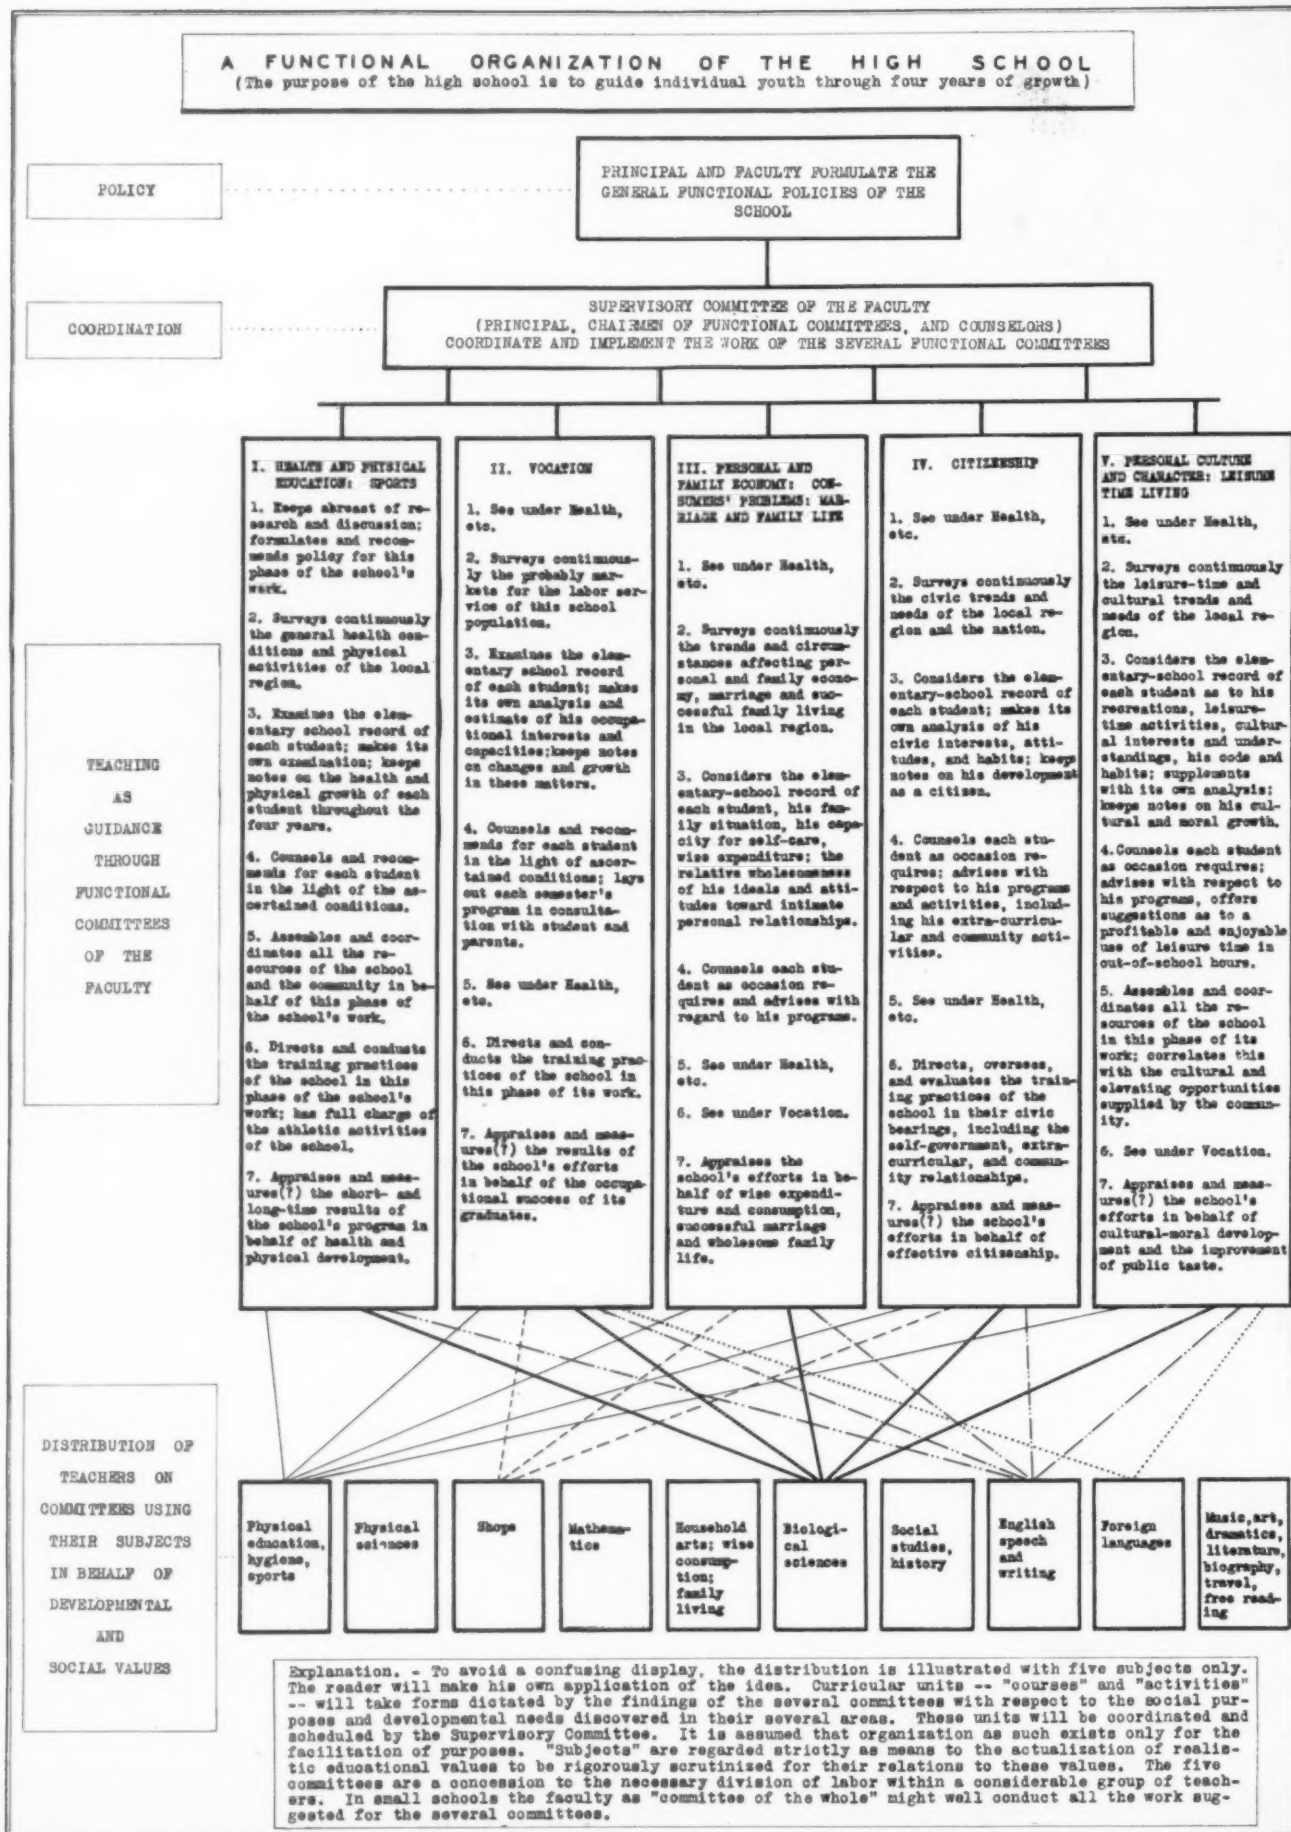 A FUNCTIONAL ORGANIZATION OF THE HIGH SCHOOL
(The purpose of the high school is to guide individual youth through four years of growth)
POLICY
PRINCIPAL AND FACULTY FORMULATE THE
GENERAL FUNCTIONAL POLICIES OF THE
SCHOOL
COORDINATION
SUPERVISORY COMMITTEE OF THE FACULTY
(PRINCIPAL, CHAIRMEN OF FUNCTIONAL COMMITTEES, AND COUNSELORS)
COORDINATE AND IMPLEMENT THE WORK OF THE SEVERAL FUNCTIONAL COMMITTEES
TEACHING
AS
GUIDANCE
THROUGH
FUNCTIONAL
COMMITTEES
OF THE
FACULTY
I. HEALTH AND PHYSICAL
EDUCATION: SPORTS
1. Keeps abreast of re-
search and discussion;
formulates and recom-
mends policy for this
phase of the school's
work.
2. Surveys continuously
the general health con-
ditions and physical
activities of the local
region.
3. Examines the elem-
entary school record of
each student; makes its
own examination; keeps
notes on the health and
physical growth of each
student throughout the
four years.
4. Counsels and recom-
mends for each student
in the light of the as-
certained conditions.
5. Assembles and coor-
dinates all the re-
sources of the school
and the community in be-
half of this phase of
the school's work.
6. Directs and conducts
the training practices
of the school in this
phase of the school's
work; has full charge of
the athletic activities
of the school.
7. Appraises and meas-
ures(?) the short- and
long-time results of
the school's program in
behalf of health and
physical development.
II. VOCATION
1. See under Health,
etc.
2. Surveys continuous-
ly the probably mar-
kets for the labor ser-
vice of this school
population.
3. Examines the elem-
entary school record
of each student; makes
its own analysis and
estimate of his occupa-
tional interests and
capacities;keeps notes
on changes and growth
in these matters.
4. Counsels and recom-
mends for each student
in the light of ascer-
tained conditions; lays
out each semester's
program in consulta-
tion with student and
parents.
5. See under Health,
etc.
6. Directs and con-
ducts the training prac-
tices of the school in
this phase of its work.
7. Appraises and meas-
ures(?) the results of
the school's efforts
in behalf of the occupa-
tional success of its
graduates.
III. PERSONAL AND
FAMILY ECONOMY: CON-
SUMERS' PROBLEMS: MAR-
RIAGE AND FAMILY LIFE
1. See under Health,
etc.
2. Surveys continuously
the trends and circum-
stances affecting per-
sonal and family econo-
my, marriage and suc-
cessful family living
in the local region.
3. Considers the elem-
entary-school record of
each student, his fam-
ily situation, his capa-
city for self-care,
wise expenditure; the
relative wholesomeness
of his ideals and atti-
tudes toward intimate
personal relationships.
4. Counsels each stu-
dent as occasion re-
quires and advises with
regard to his programs.
5. See under Health,
etc.
6. See under Vocation.
7. Appraises the
school's efforts in be-
half of wise expendi-
ture and consumption,
successful marriage
and wholesome family
life.
IV. CITIZENSHIP
1. See under Health,
etc.
2. Surveys continuously
the civic trends and
needs of the local re-
gion and the nation.
3. Considers the elem-
entary-school record of
each student; makes its
own analysis of his
civic interests, atti-
tudes, and habits; keeps
notes on his development
as a citizen.
4. Counsels each stu-
dent as occasion re-
quires; advises with
respect to his programs
and activities, includ-
ing his extra-curricu-
lar and community acti-
vities.
5. See under Health,
etc.
6. Directs, oversees,
and evaluates the train-
ing practices of the
school in their civic
bearings, including the
self-government, extra-
curricular, and commun-
ity relationships.
7. Appraises and meas-
ures(?) the school's
efforts in behalf of
effective citizenship.
V. PERSONAL CULTURE
AND CHARACTER: LEISURE
TIME LIVING
1. See under Health,
etc.
2. Surveys continuously
the leisure-time and
cultural trends and
needs of the local re-
gion.
3. Considers the elem-
entary-school record of
each student as to his
recreations, leisure-
time activities, cultur-
al interests and under-
standings, his code and
habits; supplements
with its own analysis;
keeps notes on his cul-
tural and moral growth.
4.Counsels each student
as occasion requires;
advises with respect to
his programs, offers
suggestions as to a
profitable and enjoyable
use of leisure time in
out-of-school hours.
5. Assembles and coor-
dinates all the re-
sources of the school
in this phase of its
work; correlates this
with the cultural and
elevating opportunities
supplied by the commun-
ity.
6. See under Vocation.
7. Appraises and meas-
ures(?) the school's
efforts in behalf of
cultural-moral develop-
ment and the improvement
of public taste.
DISTRIBUTION OF
TEACHERS ON
COMMITTEES USING
THEIR SUBJECTS
IN BEHALF OF
DEVELOPMENTAL
AND
SOCIAL VALUES
Physical
education,
hygiene,
sports
Physical
sciences
Shops
Mathema-
tics
Household
arts; wise
consump-
tion;
family
living
Biologi-
cal
sciences
Social
studies,
history
English
speech
and
writing
Foreign
languages
Music,art,
dramatics,
literature,
biography,
travel,
free read-
ing
Explanation. - To avoid a confusing display, the distribution is illustrated with five subjects only.
The reader will make his own application of the idea. Curricular units -- "courses" and "activities"
-- will take forms dictated by the findings of the several committees with respect to the social pur-
poses and developmental needs discovered in their several areas. These units will be coordinated and
scheduled by the Supervisory Committee. It is assumed that organization as such exists only for the
facilitation of purposes. "Subjects" are regarded strictly as means to the actualization of realis-
tic educational values to be rigorously scrutinized for their relations to these values. The five
committees are a concession to the necessary division of labor within a considerable group of teach-
ers. In small schools the faculty as "committee of the whole" might well conduct all the work sug-
gested for the several committees.